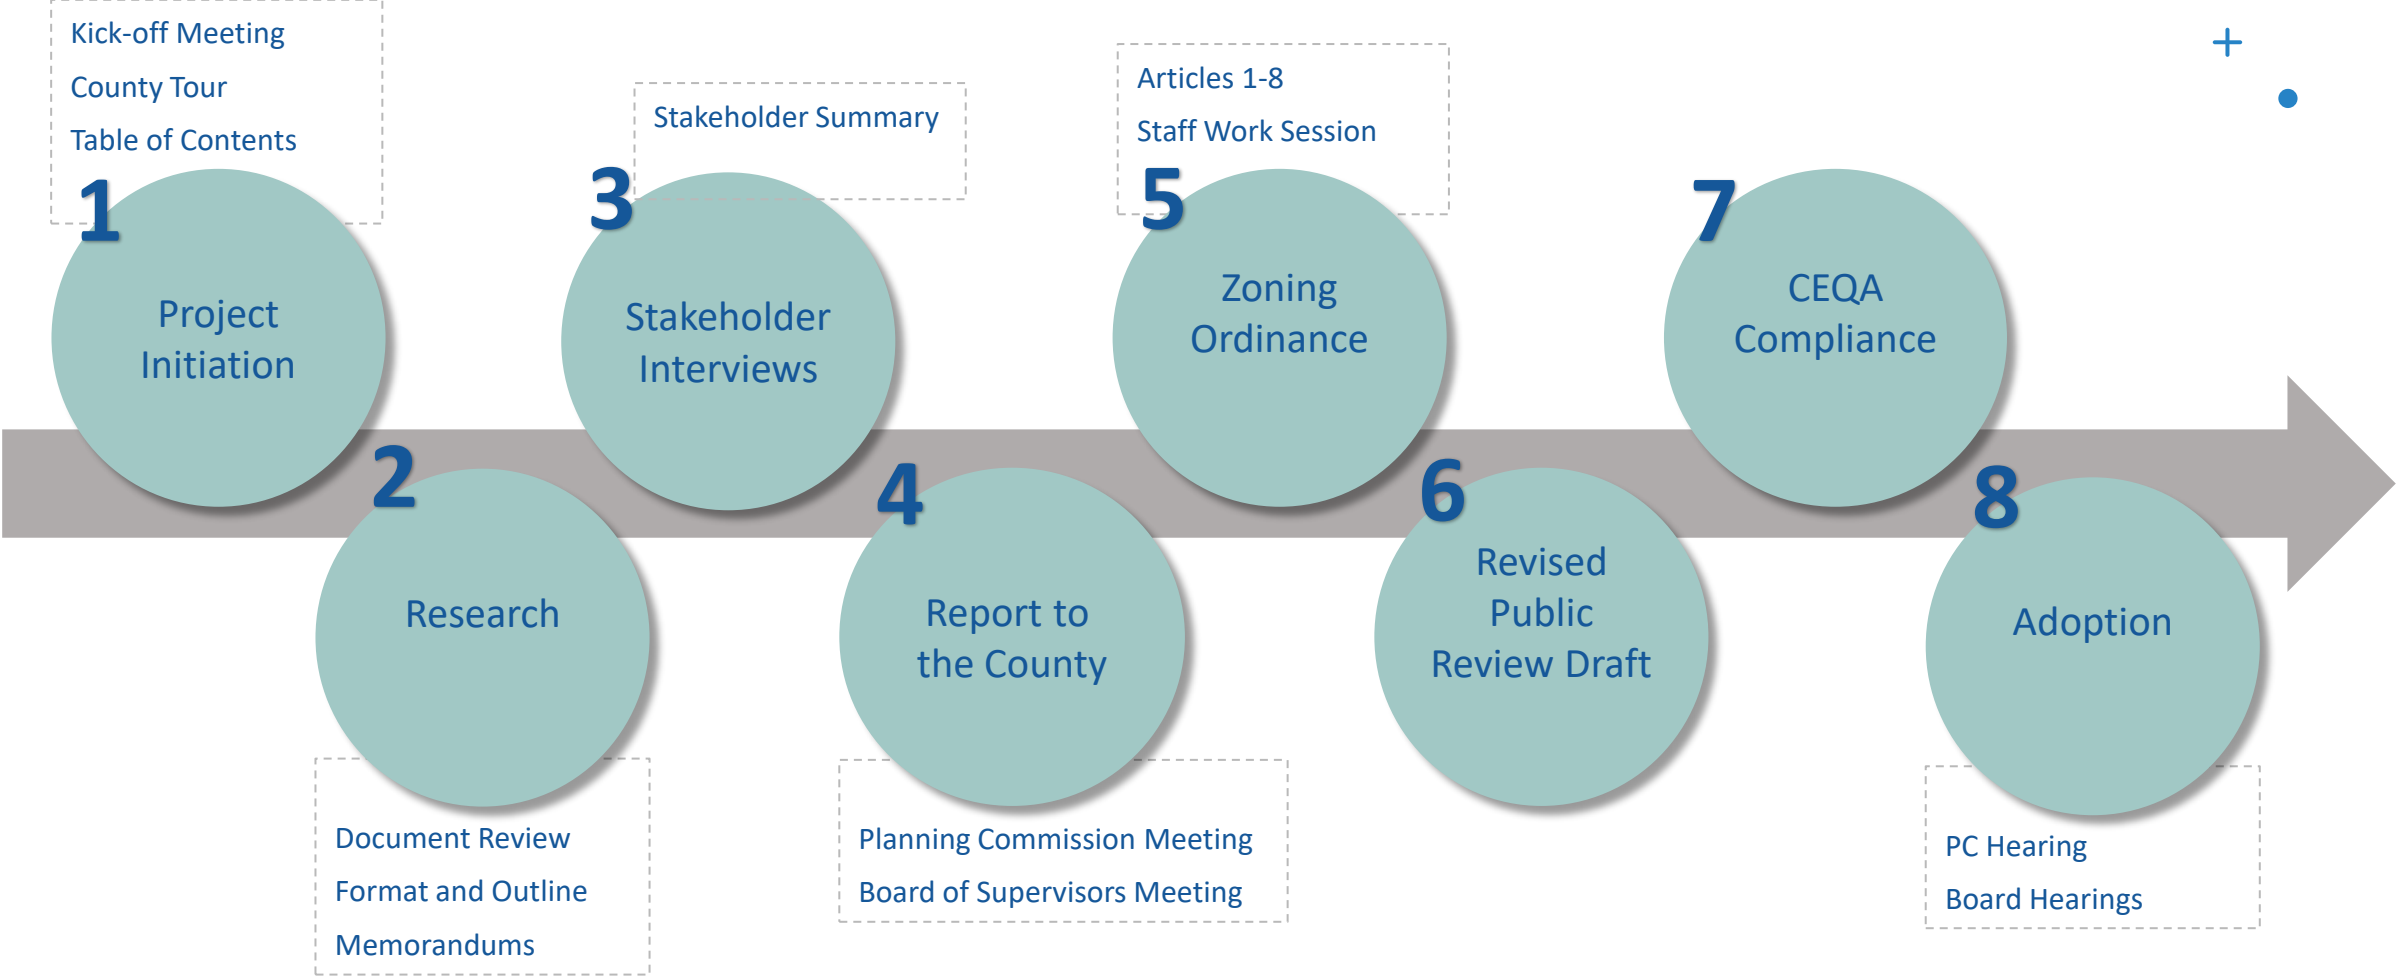 Kick-off Meeting
County Tour
Table of Contents
1
Project
Initiation
2
Research
Document Review
Format and Outline
Memorandums
Stakeholder Summary
3
Stakeholder
Interviews
4
Report to
the County
Planning Commission Meeting
Board of Supervisors Meeting
Articles 1-8
Staff Work Session
5
Zoning
Ordinance
6
Revised
Public
Review Draft
7
CEQA
Compliance
8
Adoption
PC Hearing
Board Hearings